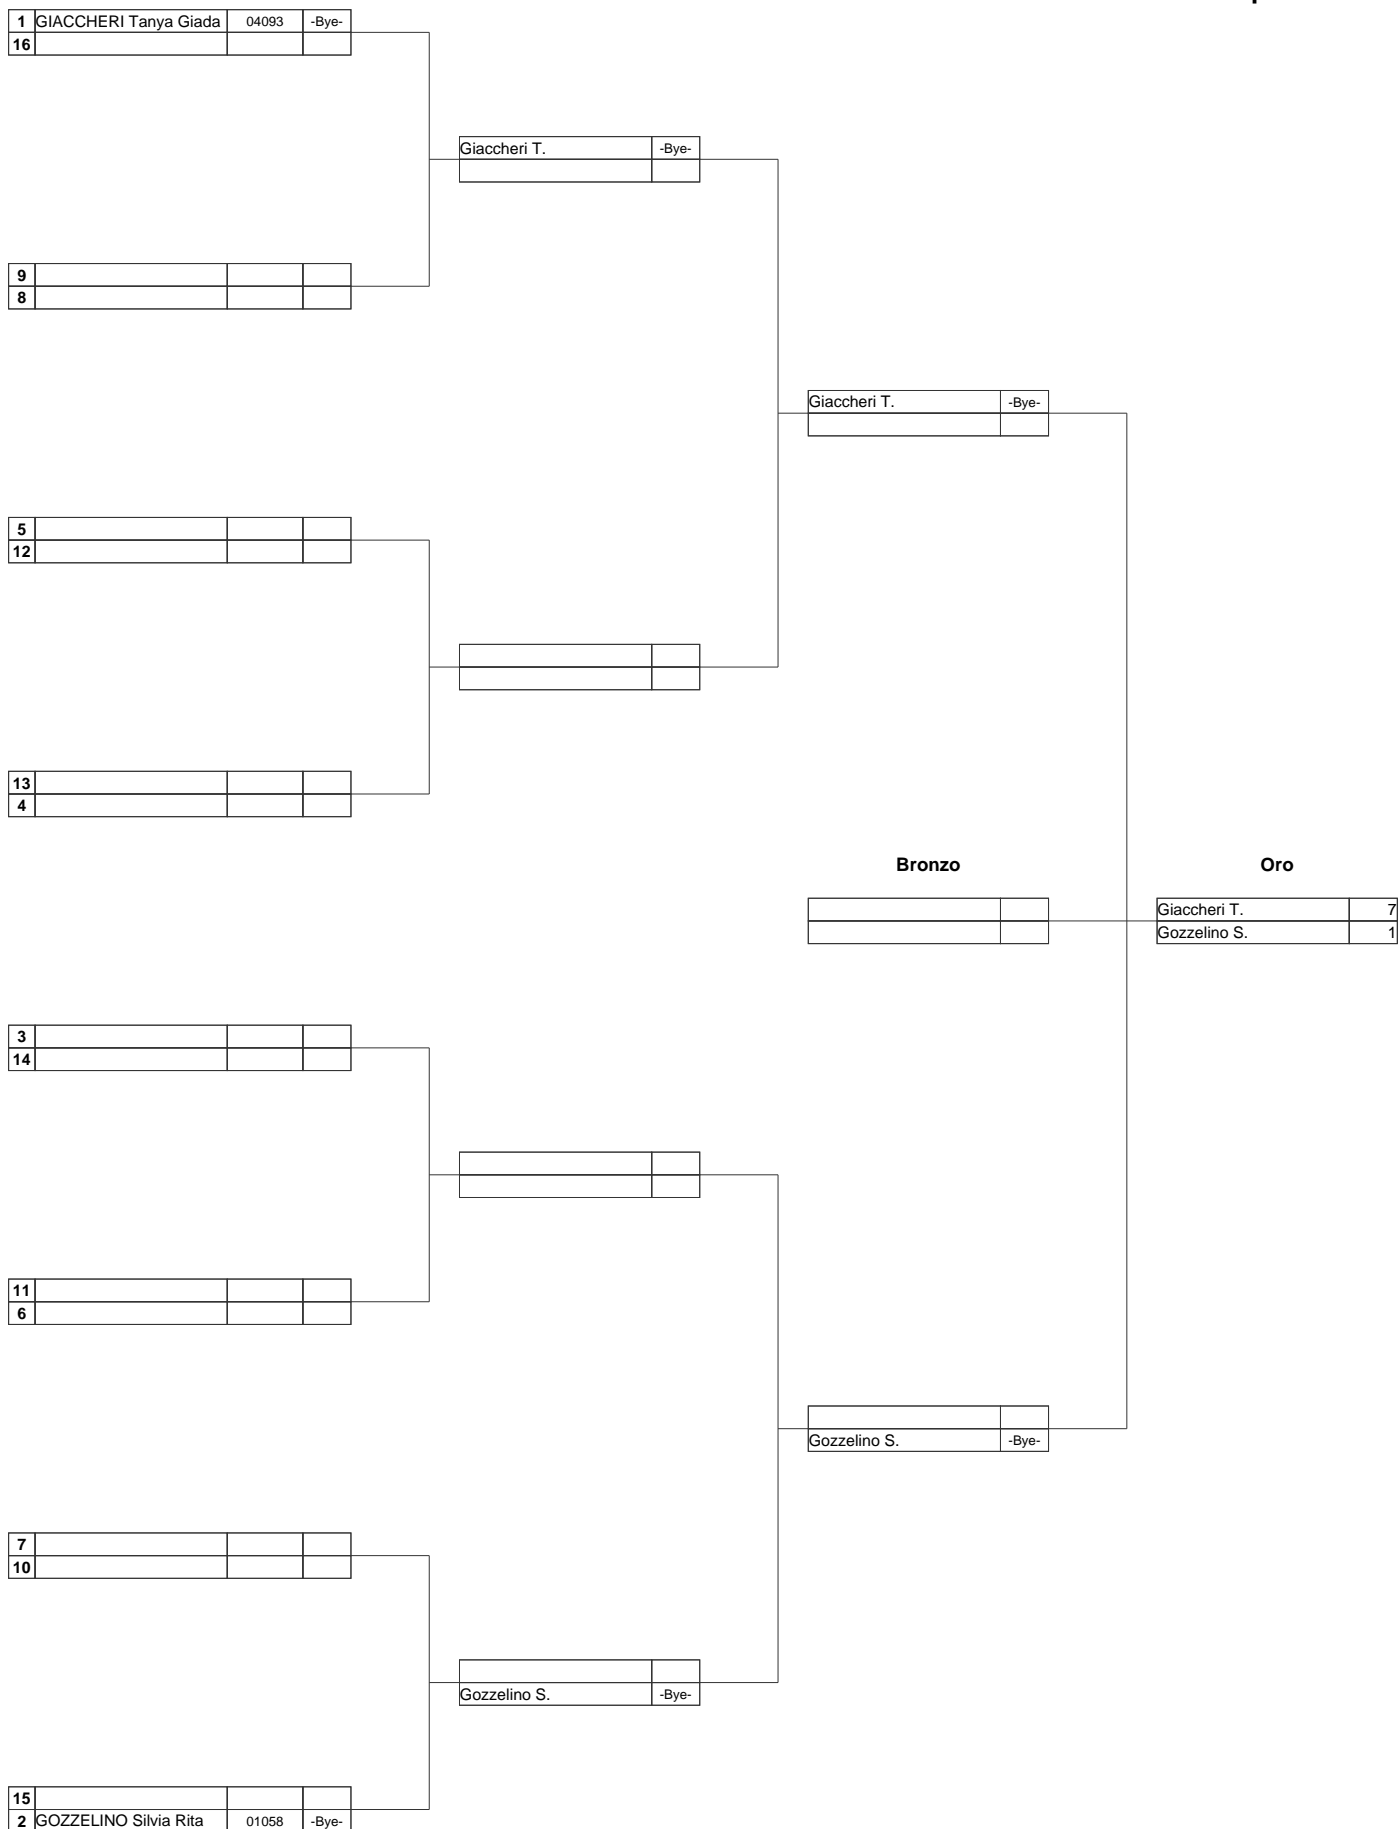 1 GIACCHERI Tanya Giada 04093 -Bye-
16
Giaccheri T. -Bye-
9
8
Giaccheri T. -Bye-
5
12
13
4
Bronzo Oro
Giaccheri T. 7
Gozzelino S. 1
3
14
11
6
Gozzelino S. -Bye-
7
10
Gozzelino S. -Bye-
15
2 GOZZELINO Silvia Rita 01058 -Bye-